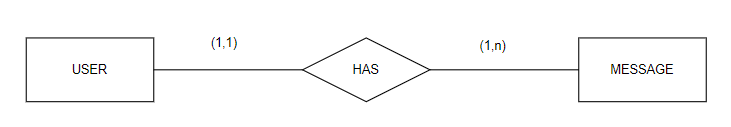 (1,1)
(1,n)
USER
HAS
MESSAGE